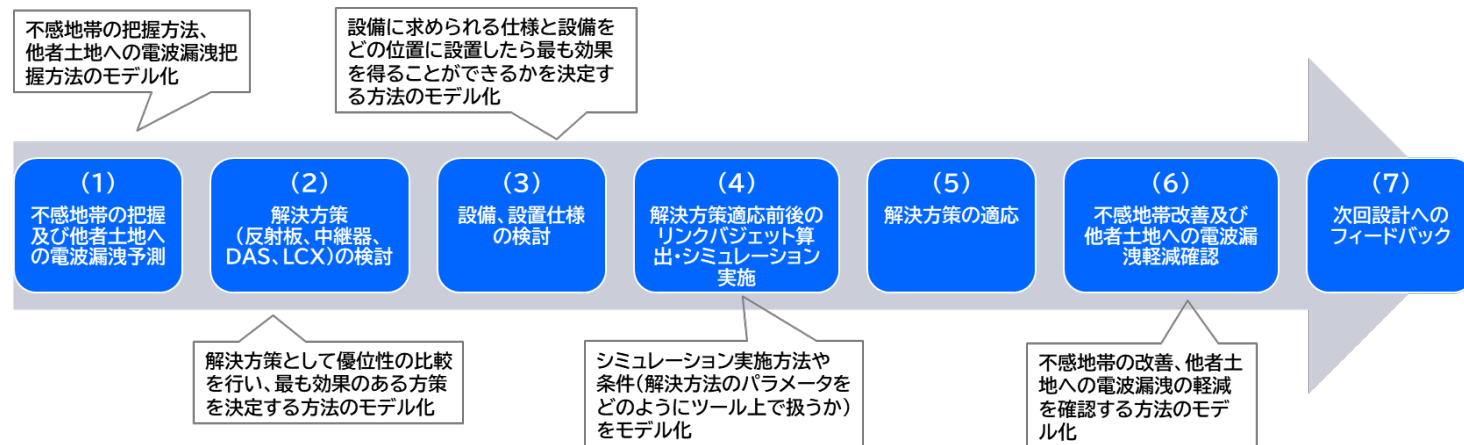 不感地帯の把握方法、
他者土地への電波漏洩把
握方法のモデル化
設備に求められる仕様と設備を
どの位置に設置したら最も効果
を得ることができるかを決定す
る方法のモデル化
(1)
不感地帯の把握
及び他者土地へ
の電波漏洩予測
(2)
解決方策
(反射板、中継器、
DAS、LCX)の検討
(3)
設備、設置仕様
の検討
(4)
解決方策適応前後の
リンクバジェット算
出・シミュレーション
実施
(5)
解決方策の適応
(6)
不感地帯改善及び
他者土地への電波漏
洩軽減確認
(7)
次回設計への
フィードバック
解決方策として優位性の比較
を行い、最も効果のある方策
を決定する方法のモデル化
シミュレーション実施方法や
条件(解決方法のパラメータを
どのようにツール上で扱うか)
をモデル化
不感地帯の改善、他者土
地への電波漏洩の軽減
を確認する方法のモデ
ル化